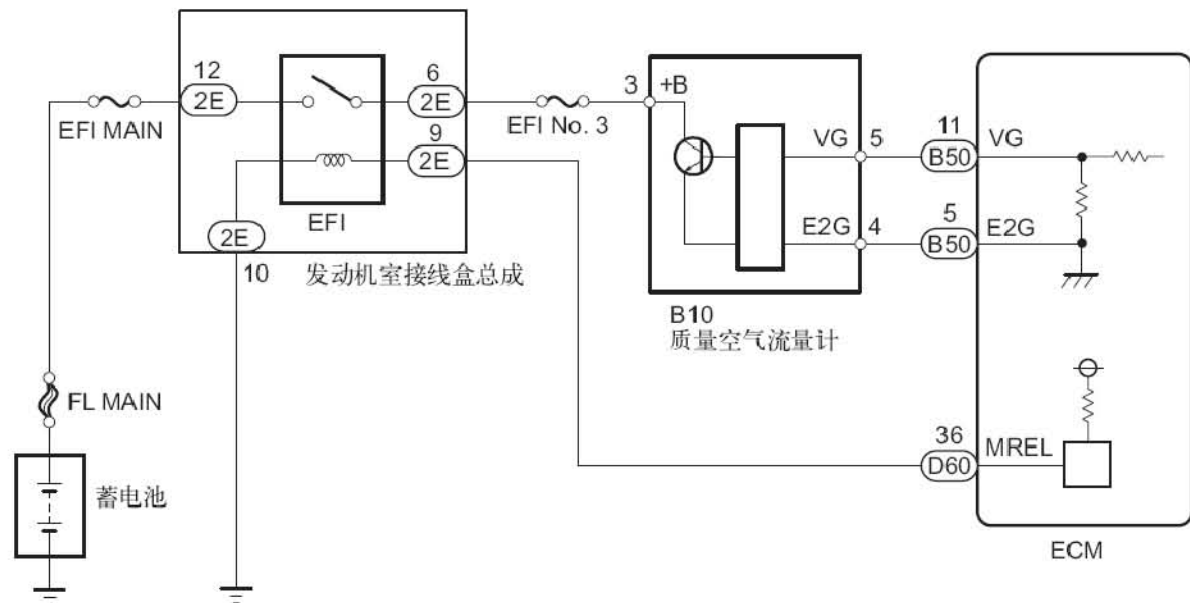 12
2E
EFI MAIN
6
2E
9
2E
EFI
2E
10
发动机室接线盒总成
EFI No. 3
3
+B
VG
5
E2G
4
B10
质量空气流量计
11
B50
VG
5
B50
E2G
36
D60
MREL
ECM
FL MAIN
蓄电池